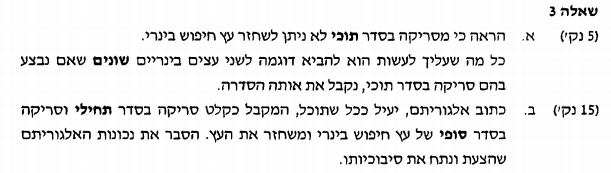 שאלה 3
(5 נק') א. הראה כי מסריקה בסדר תוכי לא ניתן לשחזר עץ חיפוש בינרי.
כל מה שעליך לעשות הוא להביא דוגמה לשני עצים בינריים שונים שאם נבצע
בהם סריקה בסדר תוכי, נקבל את אותה הסדרה.
(15 נק') ב. כתוב אלגוריתם, יעיל ככל שתוכל, המקבל כקלט סריקה בסדר תחילי וסריקה
בסדר סופי של עץ חיפוש בינרי ומשחזר את העץ. הסבר את נכונות האלגוריתם
שהצעת ונתח את סיבוכיותו.